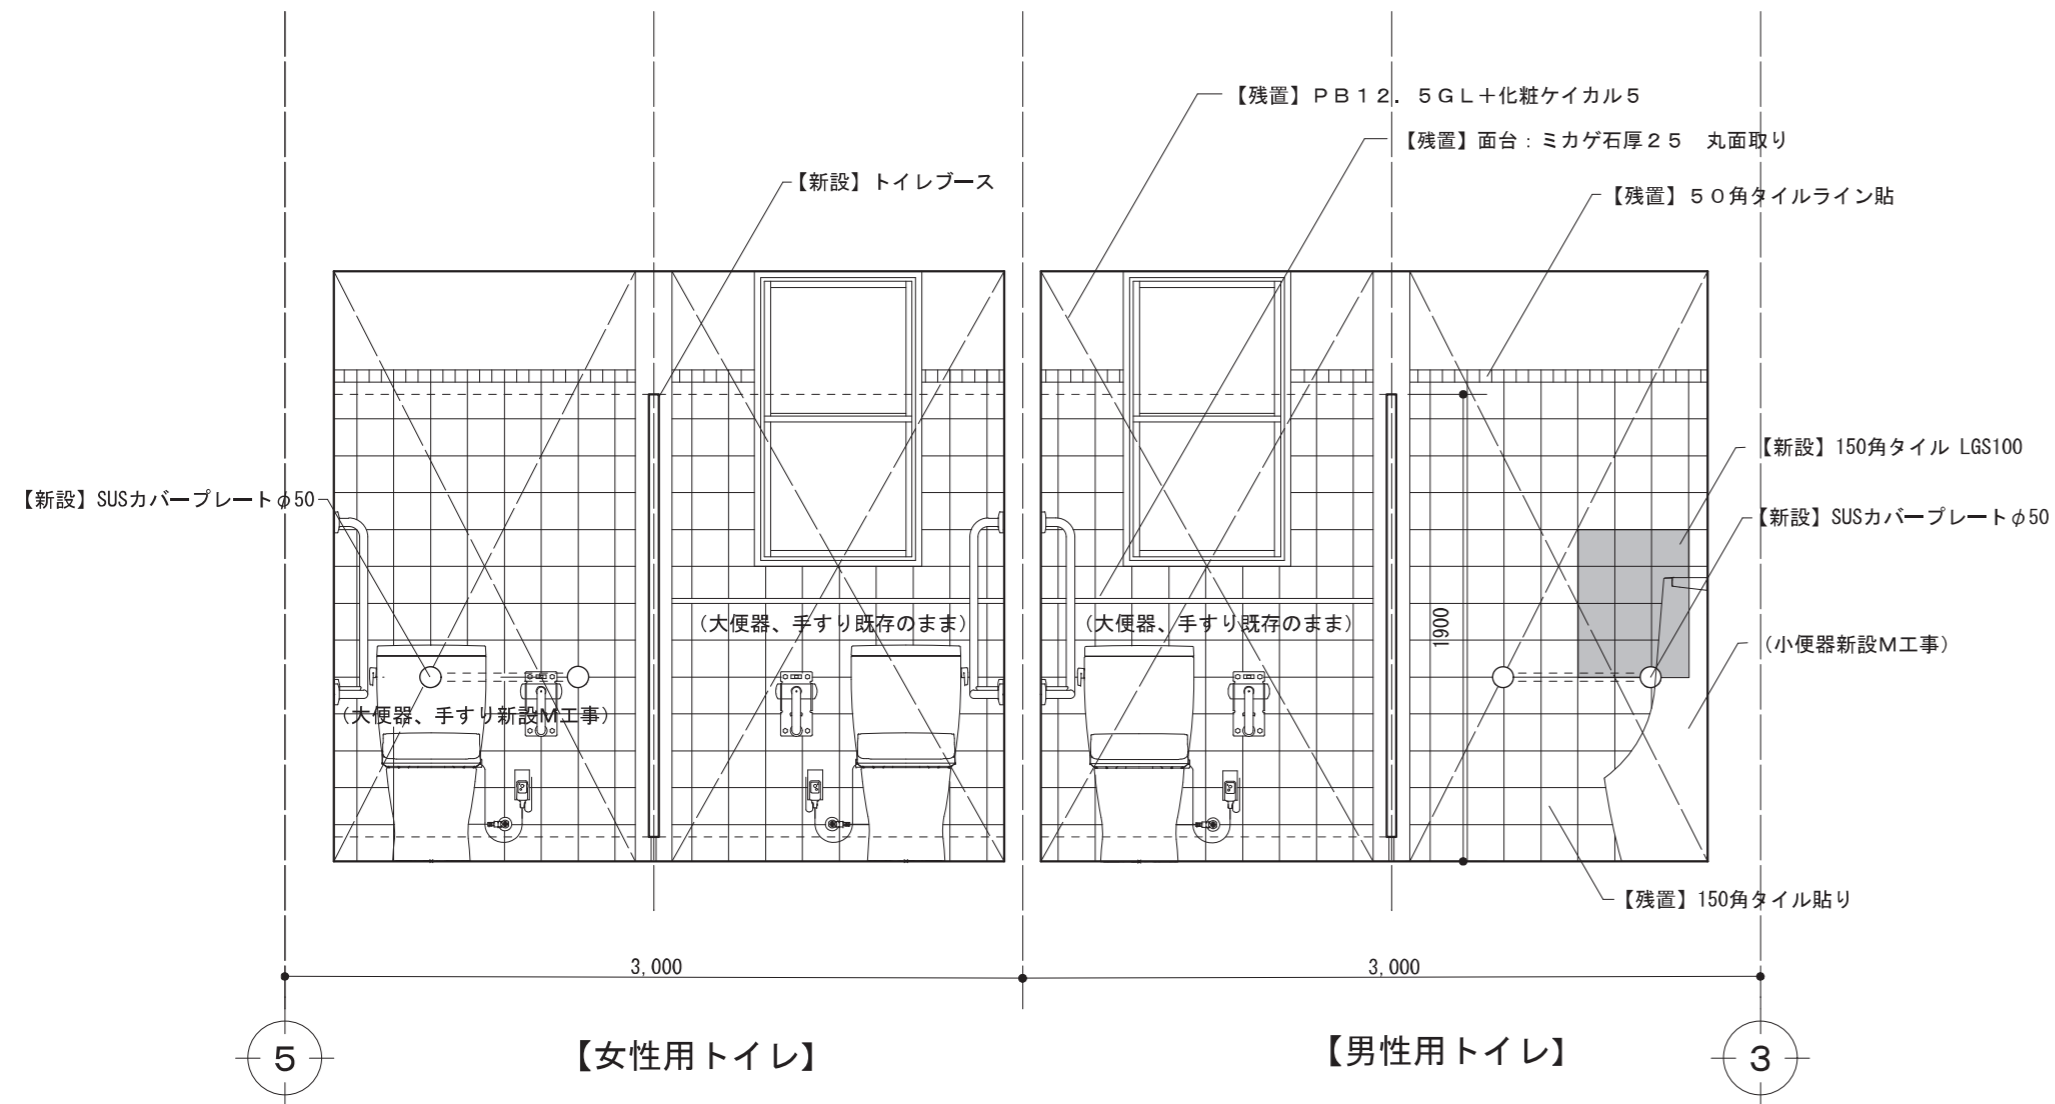 【残置】ＰＢ１２．５ＧＬ＋化粧ケイカル５
【残置】面台：ミカゲ石厚２５　丸面取り
【新設】トイレブース
【残置】５０角タイルライン貼
【新設】150角タイル LGS100
【新設】SUSカバープレートφ50
【新設】SUSカバープレートφ50
（大便器、手すり既存のまま）
（大便器、手すり既存のまま）
1900
（小便器新設Ｍ工事）
（大便器、手すり新設Ｍ工事）
【残置】150角タイル貼り
3,000
3,000
5
【女性用トイレ】
【男性用トイレ】
3